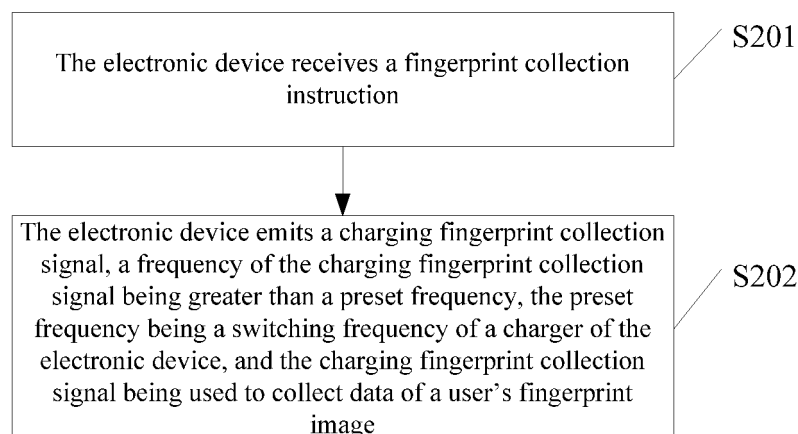 The electronic device receives a fingerprint collection
instruction
S201
The electronic device emits a charging fingerprint collection
signal, a frequency of the charging fingerprint collection
signal being greater than a preset frequency, the preset
frequency being a switching frequency of a charger of the
electronic device, and the charging fingerprint collection
signal being used to collect data of a user’s fingerprint
image
S202